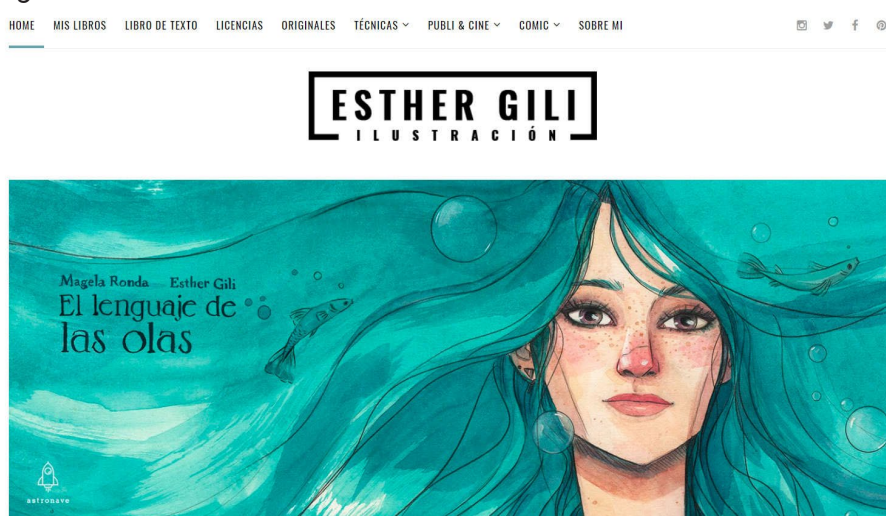 HOME MIS LIBROS LIBRO DE TEXTO LICENCIAS ORIGINALES TÉCNICAS PUBLI & CINE COMIC SOBRE MI
ESTHER GILI
ILUSTRACIÓN
Magela Ronda Esther Gili
El lenguaje de
las olas
astronave